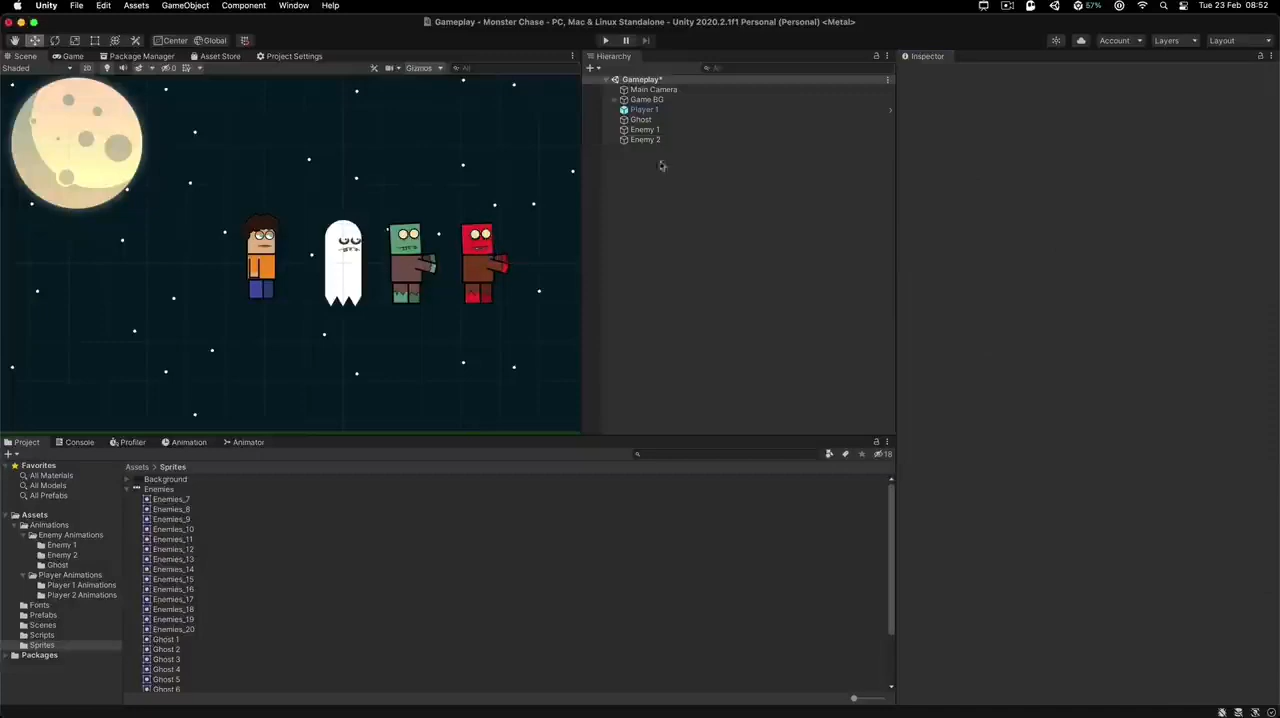 Unity File Edit Assets GameObject Component Window Help 57% Tue 23 Feb 08:52
Gameplay - Monster Chase - PC, Mac & Linux Standalone - Unity 2020.2.1f1 Personal (Personal) <Metal>
Center Global Account Layers Layout
Scene Game Package Manager Asset Store Project Settings Hierarchy Inspector
Shaded 2D 0 Gizmos All All
Gameplay*
Main Camera
Game BG
Player 1
Ghost
Enemy 1
Enemy 2
Project Console Profiler Animation Animator
18
Favorites
All Materials
All Models
All Prefabs
Assets
Animations
Enemy Animations
Enemy 1
Enemy 2
Ghost
Player Animations
Player 1 Animations
Player 2 Animations
Fonts
Prefabs
Scenes
Scripts
Sprites
Packages
Assets > Sprites
Background
Enemies
Enemies_7
Enemies_8
Enemies_9
Enemies_10
Enemies_11
Enemies_12
Enemies_13
Enemies_14
Enemies_15
Enemies_16
Enemies_17
Enemies_18
Enemies_19
Enemies_20
Ghost 1
Ghost 2
Ghost 3
Ghost 4
Ghost 5
Ghost 6